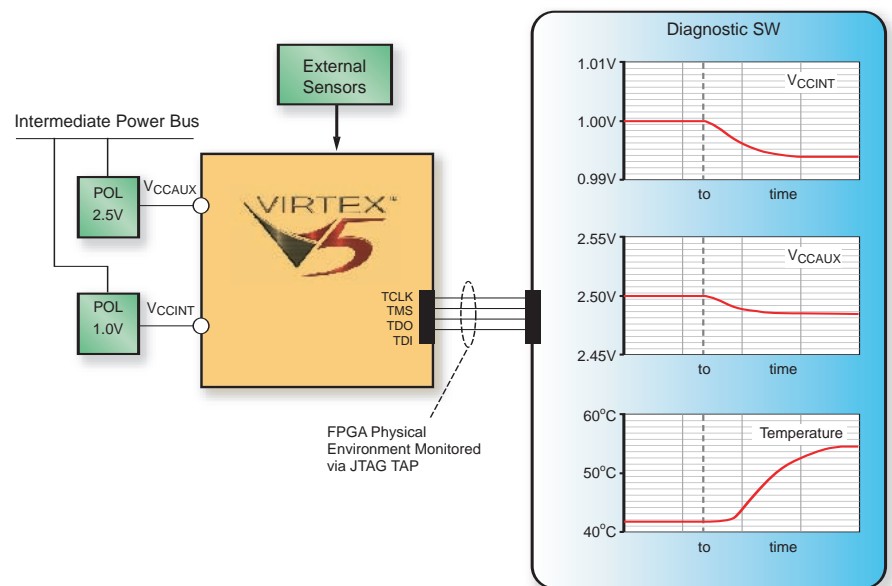 External
Sensors
Intermediate Power Bus
POL
2.5V
VCCAUX
POL
1.0V
VCCINT
VIRTEX™
5
TCLK
TMS
TDO
TDI
FPGA Physical
Environment Monitored
via JTAG TAP
Diagnostic SW
1.01V
1.00V
0.99V
VCCINT
to time
2.55V
2.50V
2.45V
VCCAUX
to time
60°C
50°C
40°C
Temperature
to time